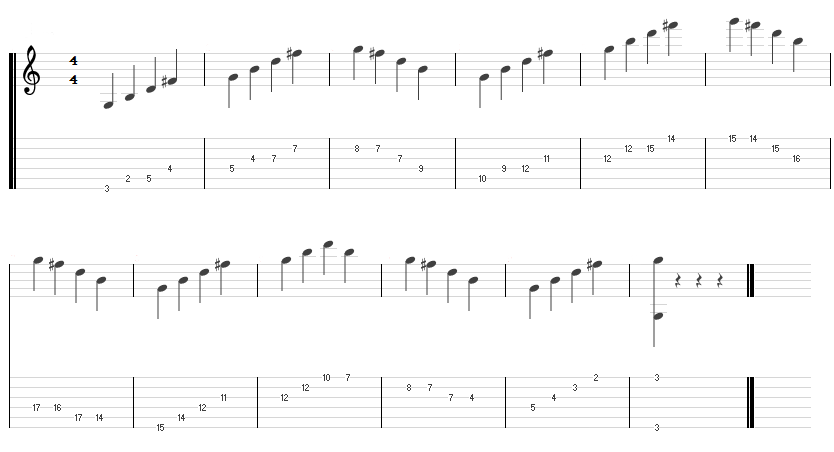 4
4
14 15 14
7 8 7 12 15 15
4 7 7 11 12 16
4 5 9 9 12
2 5 10
3
10 7 2 3
12 8 7 3
11 12 7 4 4
17 16 12 5
17 14 14
15 3